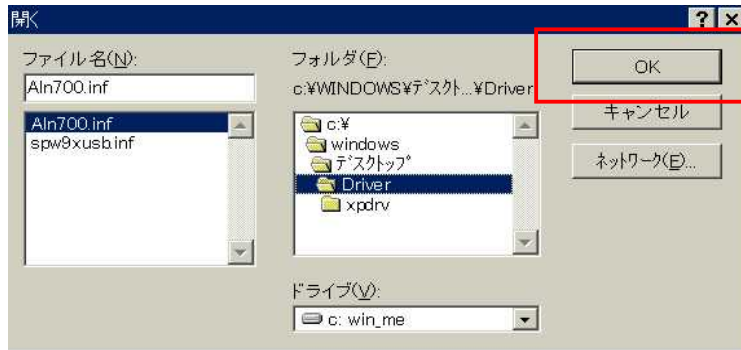 開く
ファイル名(N):
Aln700.inf
Aln700.inf
spw9xusb.inf
フォルダ(F):
c:¥WINDOWS¥ﾃﾞｽｸﾄ...¥Driver
c:¥
windows
ﾃﾞｽｸﾄｯﾌﾟ
Driver
xpdrv
ドライブ(V):
c: win_me
OK
キャンセル
ﾈｯﾄﾜｰｸ(E)...